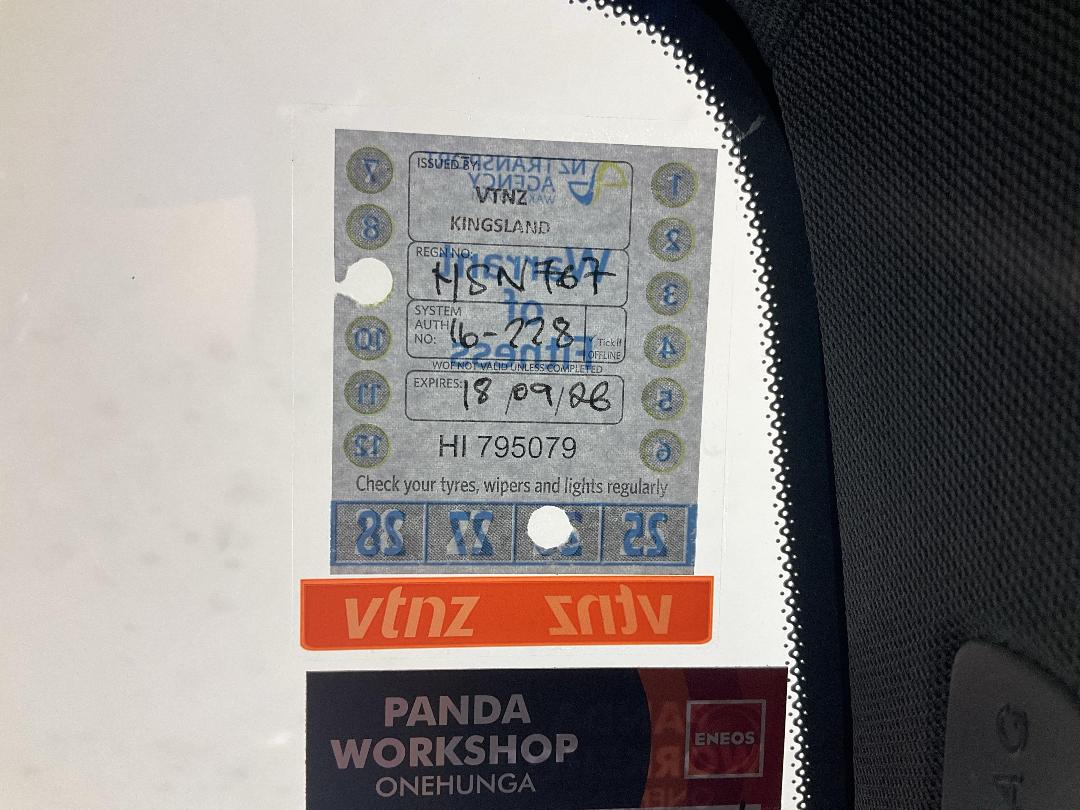 7
8
10
11
12
1
2
3
4
5
6
NZ TRANSPORT
AGENCY
WAKA KOTAHI
Warrant
of
Fitness
ISSUED BY:
VTNZ
KINGSLAND
REGN NO:
HSN767
SYSTEM
AUTH
NO:
16-228
Tick if
OFFLINE
WOF NOT VALID UNLESS COMPLETED
EXPIRES:
18/09/26
HI 795079
Check your tyres, wipers and lights regularly
28 27 25
vtnz vtnz
PANDA
WORKSHOP
ONEHUNGA
ENEOS